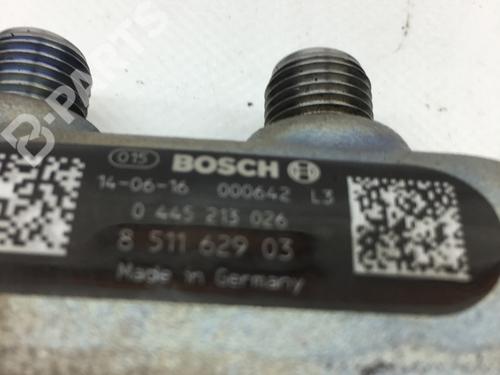 B-PARTS
015 BOSCH
14-06-16 000642 L3
0 445 213 026
8 511 629 03
Made in Germany